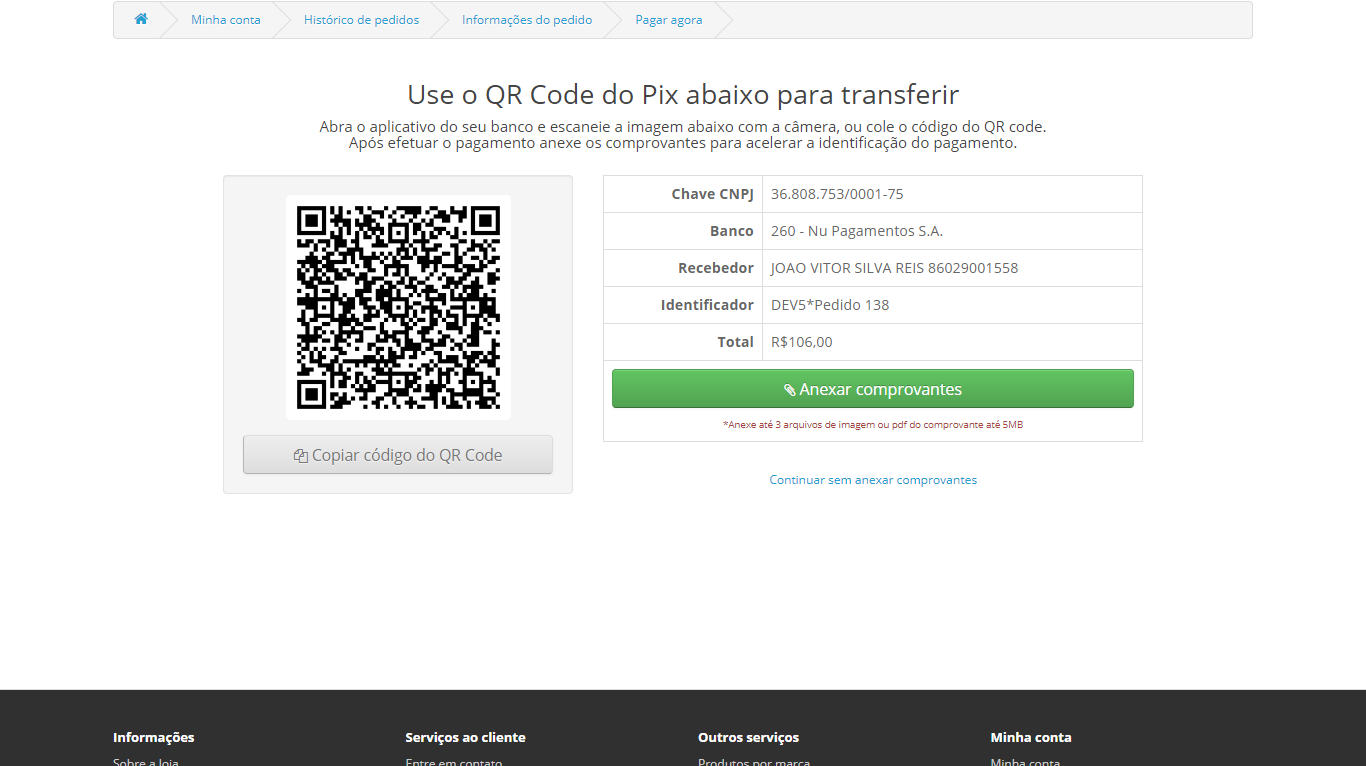 Minha conta
Histórico de pedidos
Informações do pedido
Pagar agora
Use o QR Code do Pix abaixo para transferir
Abra o aplicativo do seu banco e escaneie a imagem abaixo com a câmera, ou cole o código do QR code.
Após efetuar o pagamento anexe os comprovantes para acelerar a identificação do pagamento.
Copiar código do QR Code
Chave CNPJ 36.808.753/0001-75
Banco 260 - Nu Pagamentos S.A.
Recebedor JOAO VITOR SILVA REIS 86029001558
Identificador DEV5*Pedido 138
Total R$106,00
Anexar comprovantes
*Anexe até 3 arquivos de imagem ou pdf do comprovante até 5MB
Continuar sem anexar comprovantes
Informações
Serviços ao cliente
Outros serviços
Minha conta
Sobre a loja
Entre em contato
Produtos por marca
Minha conta